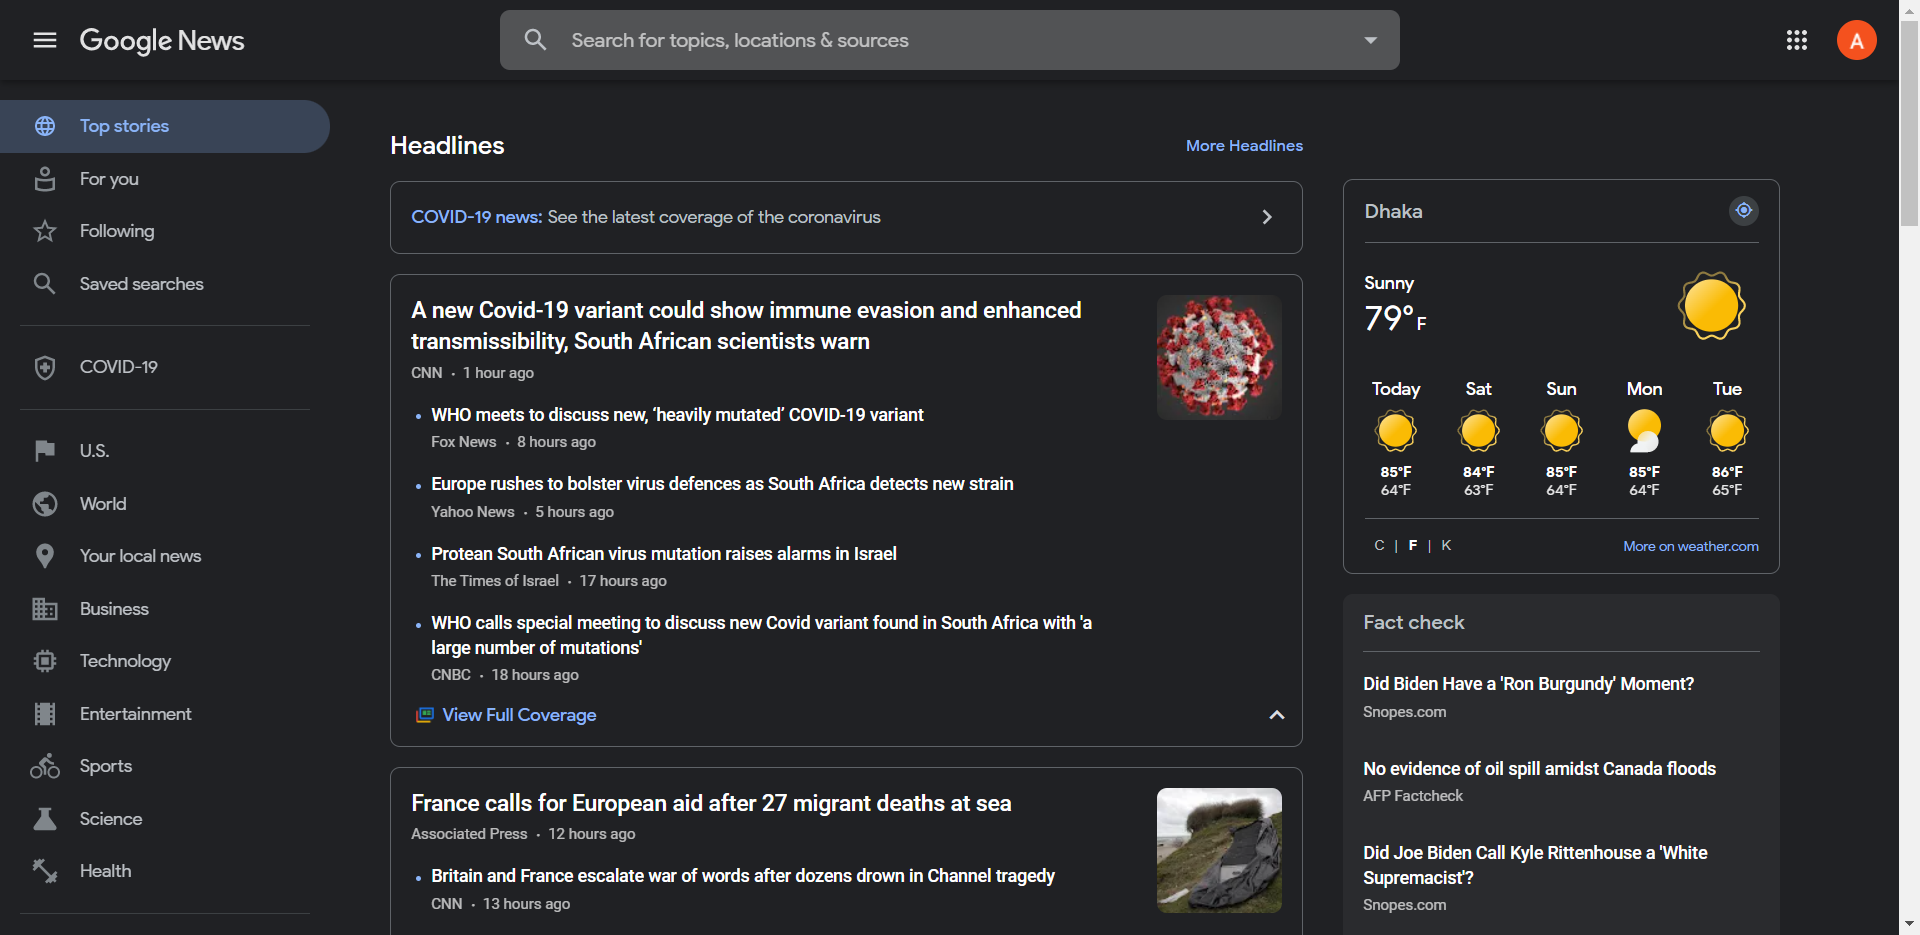 Google News
Search for topics, locations & sources
A
Top stories
For you
Following
Saved searches
COVID-19
U.S.
World
Your local news
Business
Technology
Entertainment
Sports
Science
Health
Headlines
More Headlines
COVID-19 news: See the latest coverage of the coronavirus
A new Covid-19 variant could show immune evasion and enhanced
transmissibility, South African scientists warn
CNN • 1 hour ago
WHO meets to discuss new, ‘heavily mutated’ COVID-19 variant
Fox News • 8 hours ago
Europe rushes to bolster virus defences as South Africa detects new strain
Yahoo News • 5 hours ago
Protean South African virus mutation raises alarms in Israel
The Times of Israel • 17 hours ago
WHO calls special meeting to discuss new Covid variant found in South Africa with 'a
large number of mutations'
CNBC • 18 hours ago
View Full Coverage
France calls for European aid after 27 migrant deaths at sea
Associated Press • 12 hours ago
Britain and France escalate war of words after dozens drown in Channel tragedy
CNN • 13 hours ago
Dhaka
Sunny
79° F
Today Sat Sun Mon Tue
85°F 84°F 85°F 85°F 86°F
64°F 63°F 64°F 64°F 65°F
C | F | K
More on weather.com
Fact check
Did Biden Have a 'Ron Burgundy' Moment?
Snopes.com
No evidence of oil spill amidst Canada floods
AFP Factcheck
Did Joe Biden Call Kyle Rittenhouse a 'White
Supremacist'?
Snopes.com